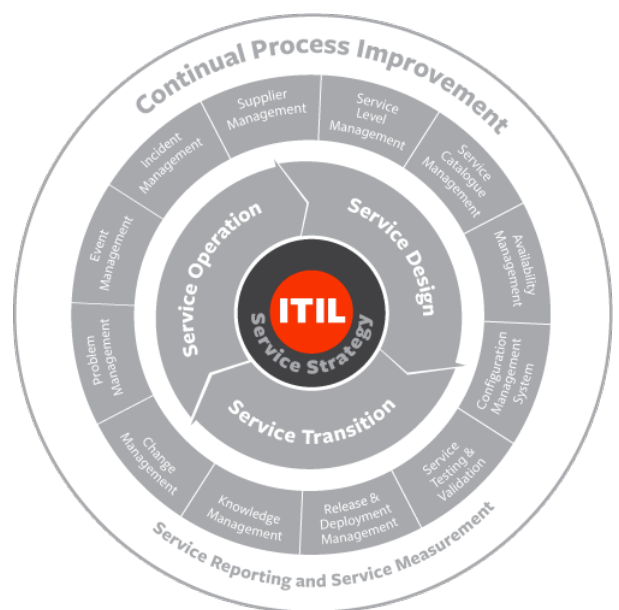 Continual Process Improvement
Supplier
Management
Service
Level
Management
Service
Catalogue
Management
Availability
Management
Configuration
Management
System
Service
Testing &
Validation
Release &
Deployment
Management
Knowledge
Management
Change
Management
Problem
Management
Event
Management
Incident
Management
Service Operation
Service Design
Service Transition
ITIL
Service Strategy
Service Reporting and Service Measurement